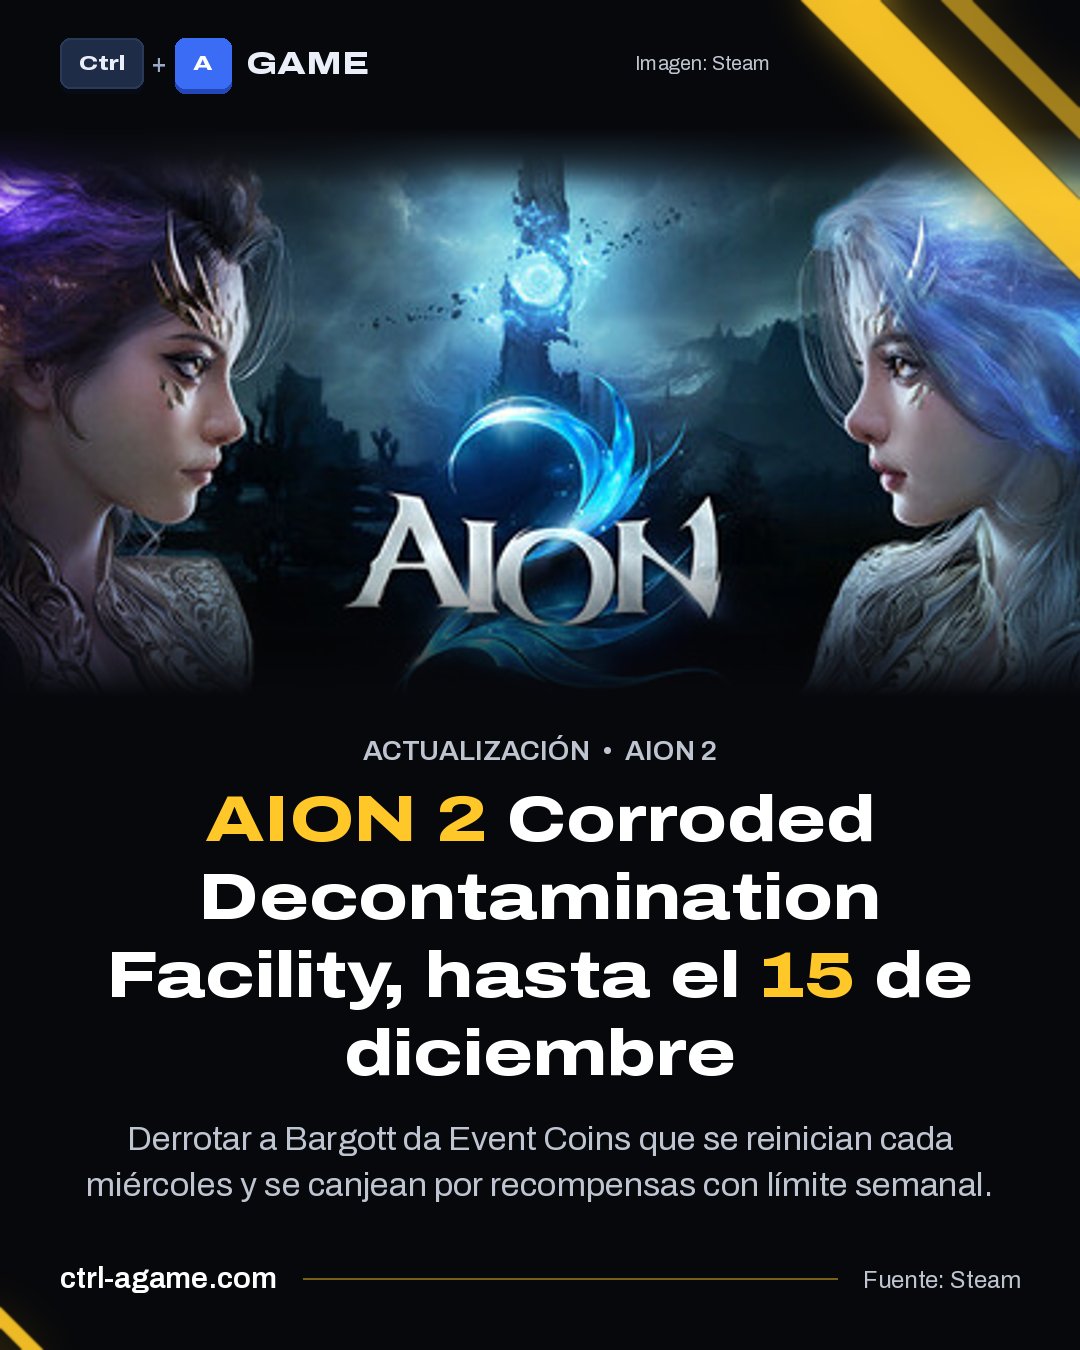 Ctrl + A GAME
Imagen: Steam
2
AION
ACTUALIZACIÓN • AION 2
AION 2 Corroded
Decontamination
Facility, hasta el 15 de
diciembre
Derrotar a Bargott da Event Coins que se reinician cada
miércoles y se canjean por recompensas con límite semanal.
ctrl-agame.com
Fuente: Steam